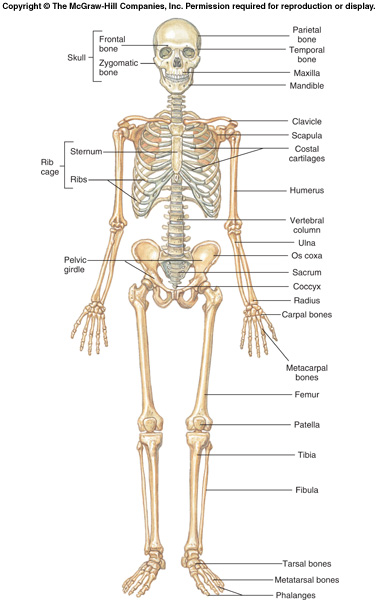 Copyright © The McGraw-Hill Companies, Inc. Permission required for reproduction or display.
Skull
Frontal
bone
Zygomatic
bone
Parietal
bone
Temporal
bone
Maxilla
Mandible
Clavicle
Scapula
Costal
cartilages
Rib
cage
Sternum
Ribs
Humerus
Vertebral
column
Ulna
Os coxa
Pelvic
girdle
Sacrum
Coccyx
Radius
Carpal bones
Metacarpal
bones
Femur
Patella
Tibia
Fibula
Tarsal bones
Metatarsal bones
Phalanges